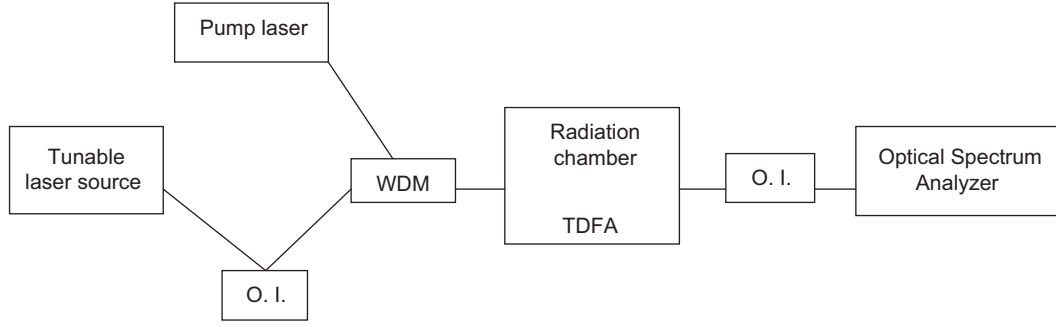 Pump laser
Tunable
laser source
O. I.
WDM
Radiation
chamber
TDFA
O. I.
Optical Spectrum
Analyzer